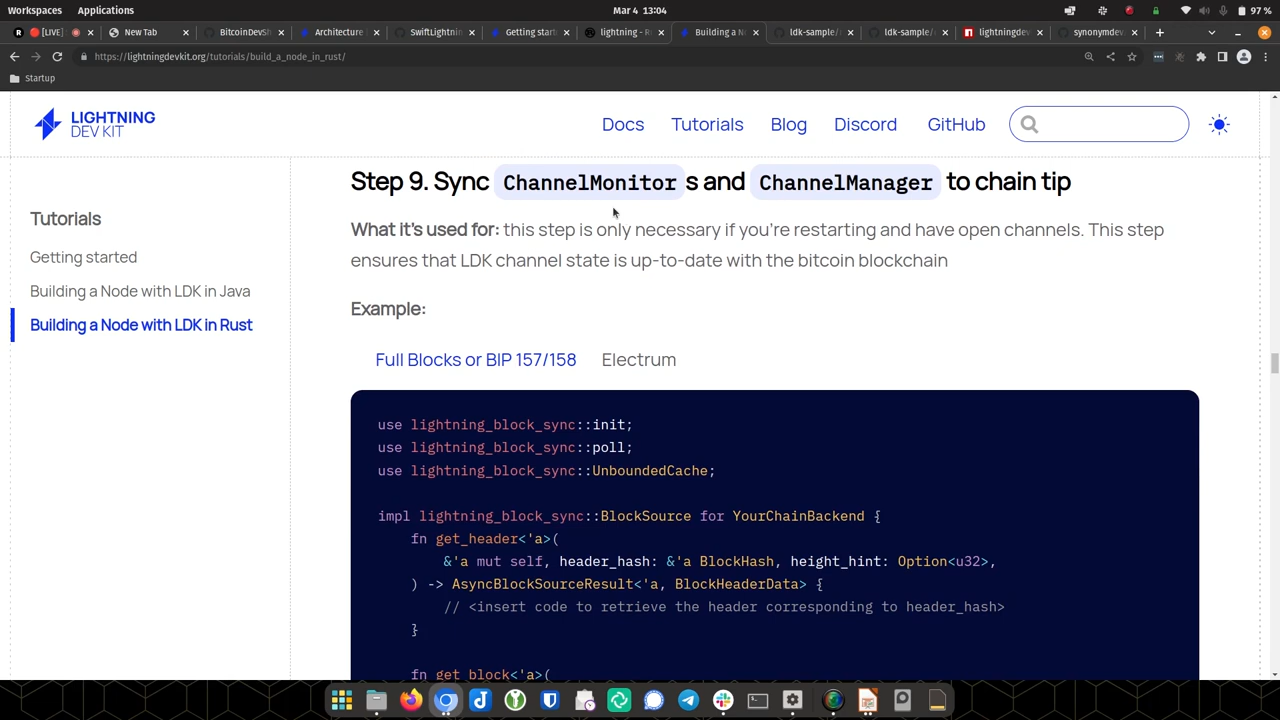 Workspaces
Applications
Mar 4 13:04
97 %
[LIVE]
New Tab
BitcoinDevSh
Architecture
SwiftLightnin
Getting starte
lightning - R
Building a N
ldk-sample/
ldk-sample/
lightningdev
synonymdev
https://lightningdevkit.org/tutorials/build_a_node_in_rust/
Startup
LIGHTNING
DEV KIT
Docs
Tutorials
Blog
Discord
GitHub
Tutorials
Getting started
Building a Node with LDK in Java
Building a Node with LDK in Rust
Step 9. Sync ChannelMonitor s and ChannelManager to chain tip
What it's used for: this step is only necessary if you're restarting and have open channels. This step
ensures that LDK channel state is up-to-date with the bitcoin blockchain
Example:
Full Blocks or BIP 157/158
Electrum
use lightning_block_sync::init;
use lightning_block_sync::poll;
use lightning_block_sync::UnboundedCache;
impl lightning_block_sync::BlockSource for YourChainBackend {
fn get_header<'a>(
&'a mut self, header_hash: &'a BlockHash, height_hint: Option<u32>,
) -> AsyncBlockSourceResult<'a, BlockHeaderData> {
// <insert code to retrieve the header corresponding to header_hash>
}
fn get_block<'a>(